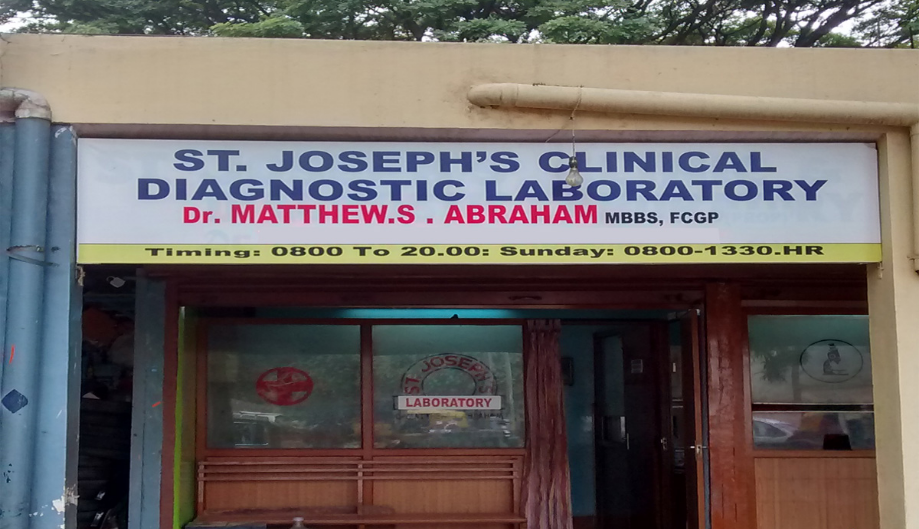 ST. JOSEPH'S CLINICAL
DIAGNOSTIC LABORATORY
Dr. MATTHEW.S . ABRAHAM MBBS, FCGP
Timing: 0800 To 20.00: Sunday: 0800-1330.HR
ST. JOSEPH'S
LABORATORY